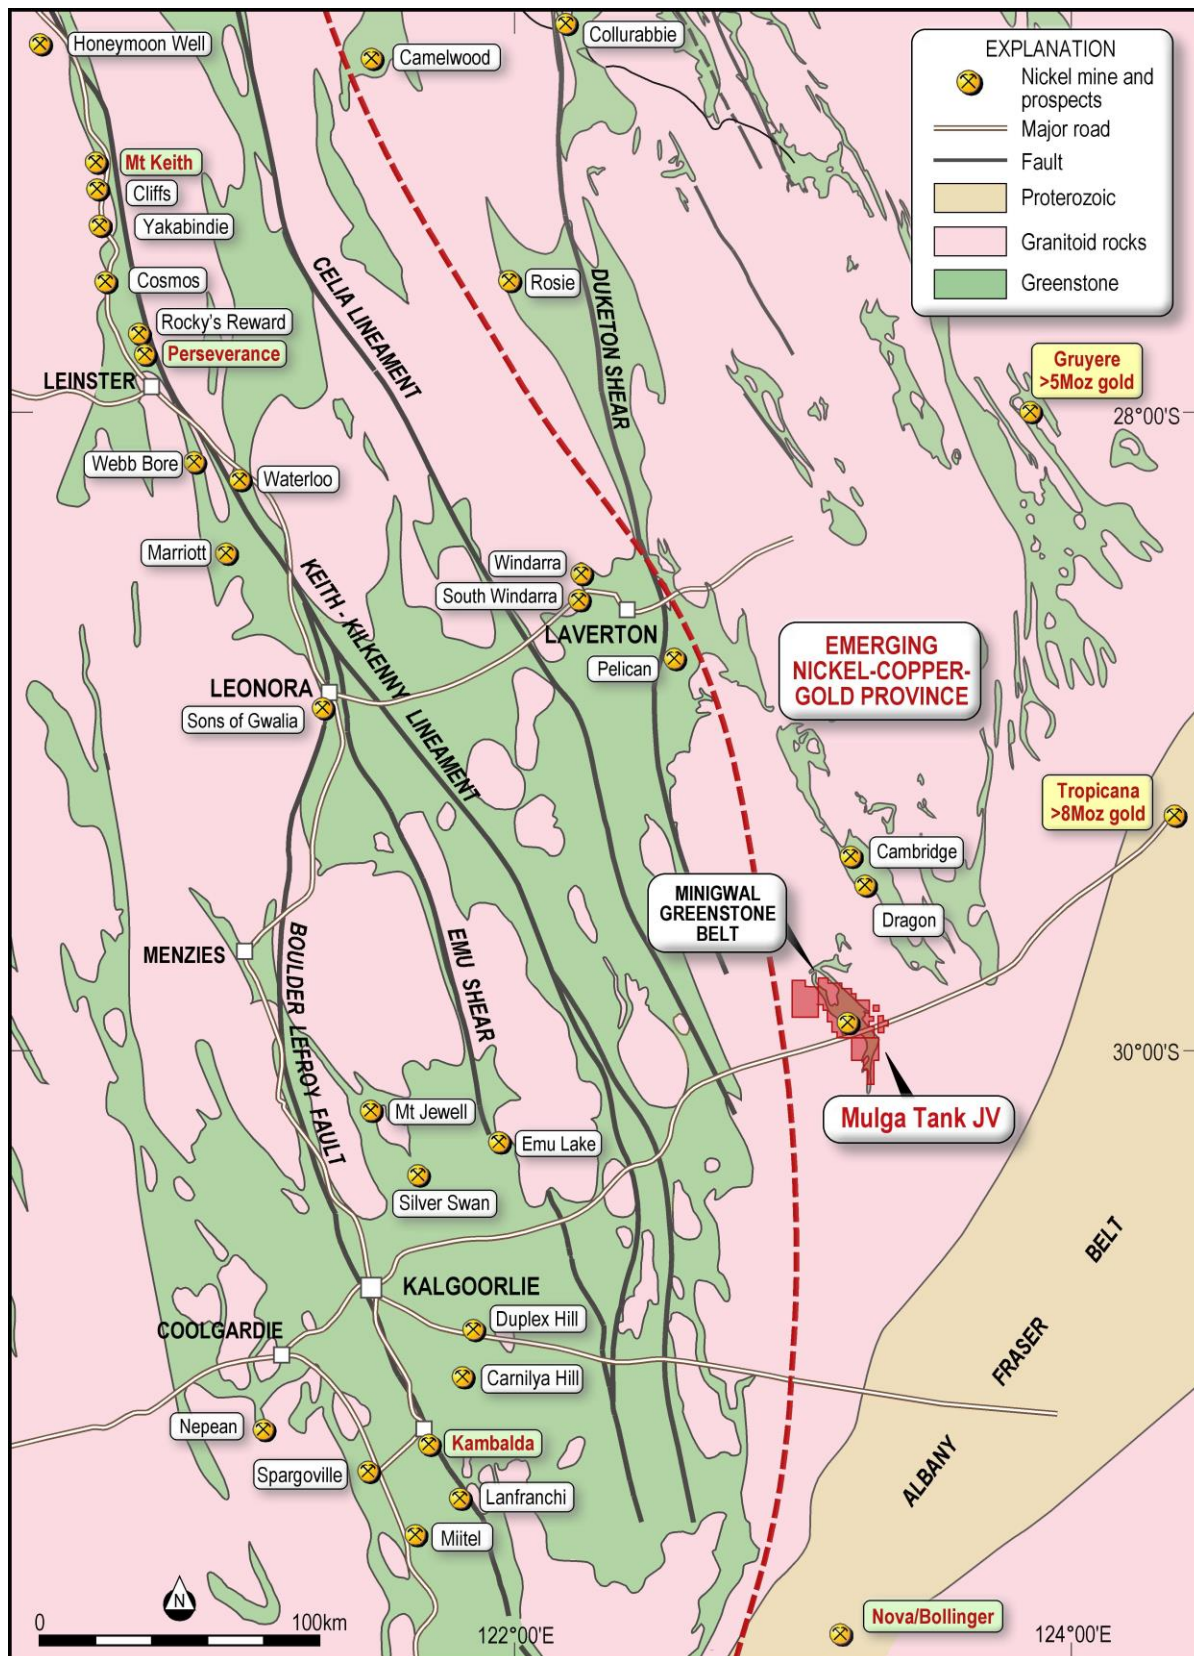 Honeymoon Well
Camelwood
Collurabbie
EXPLANATION
Nickel mine and
prospects
Major road
Fault
Proterozoic
Granitoid rocks
Greenstone
Mt Keith
Cliffs
Yakabindie
Cosmos
Rocky's Reward
Perseverance
LEINSTER
CELIA LINEAMENT
Rosie
DUKETON SHEAR
Gruyere
>5Moz gold
28°00'S
Webb Bore
Waterloo
Marriott
KEITH - KILKENNY LINEAMENT
Windarra
South Windarra
LAVERTON
Pelican
EMERGING
NICKEL-COPPER-
GOLD PROVINCE
LEONORA
Sons of Gwalia
Tropicana
>8Moz gold
Cambridge
Dragon
MINIGWAL
GREENSTONE
BELT
MENZIES
BOULDER LEFROY FAULT
EMU SHEAR
30°00'S
Mulga Tank JV
Mt Jewell
Emu Lake
Silver Swan
KALGOORLIE
COOLGARDIE
Duplex Hill
Carnilya Hill
Nepean
Kambalda
Spargoville
Lanfranchi
Miitel
ALBANY FRASER BELT
Nova/Bollinger
N
0 100km
122°00'E
124°00'E